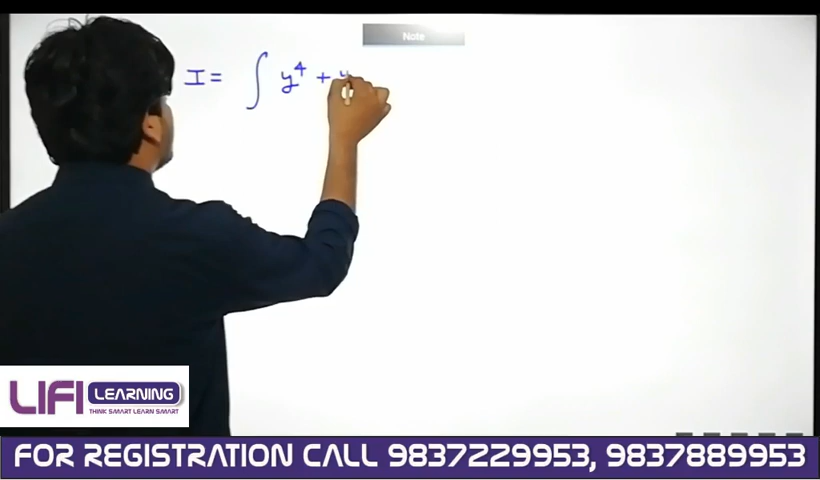 Note
I = ∫ y⁴ + y
LIFI LEARNING
THINK SMART LEARN SMART
FOR REGISTRATION CALL 9837229953, 9837889953